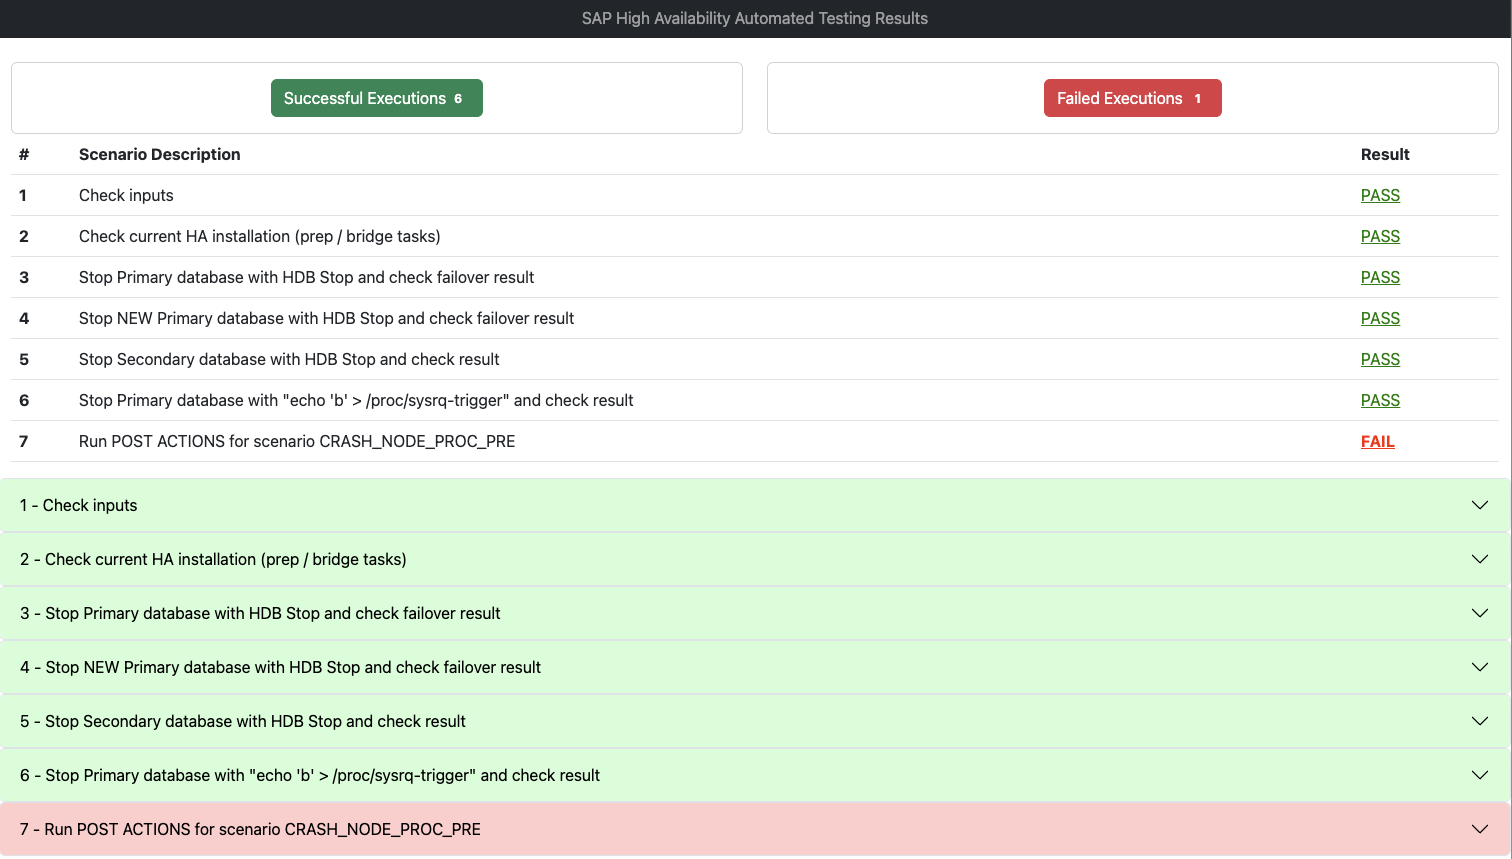 SAP High Availability Automated Testing Results
Successful Executions 6
Failed Executions 1
# Scenario Description Result
1 Check inputs PASS
2 Check current HA installation (prep / bridge tasks) PASS
3 Stop Primary database with HDB Stop and check failover result PASS
4 Stop NEW Primary database with HDB Stop and check failover result PASS
5 Stop Secondary database with HDB Stop and check result PASS
6 Stop Primary database with "echo 'b' > /proc/sysrq-trigger" and check result PASS
7 Run POST ACTIONS for scenario CRASH_NODE_PROC_PRE FAIL
1 - Check inputs
2 - Check current HA installation (prep / bridge tasks)
3 - Stop Primary database with HDB Stop and check failover result
4 - Stop NEW Primary database with HDB Stop and check failover result
5 - Stop Secondary database with HDB Stop and check result
6 - Stop Primary database with "echo 'b' > /proc/sysrq-trigger" and check result
7 - Run POST ACTIONS for scenario CRASH_NODE_PROC_PRE